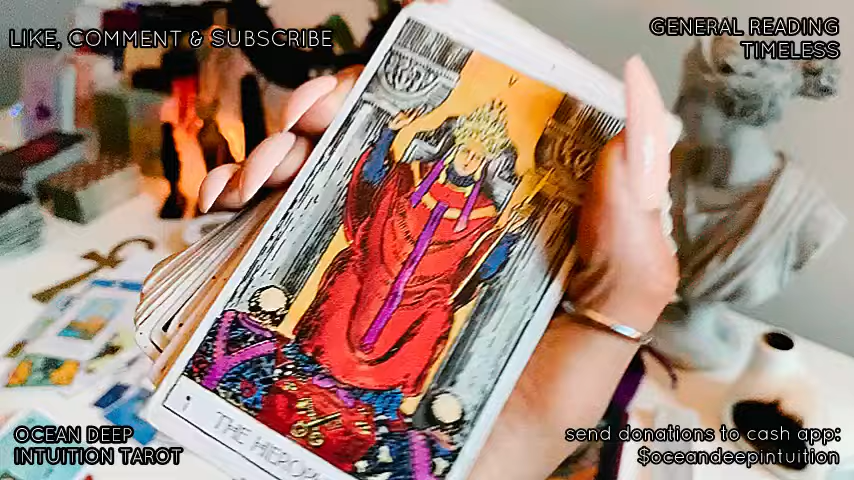 LIKE, COMMENT & SUBSCRIBE
GENERAL READING
TIMELESS
V
OCEAN DEEP
INTUITION TAROT
send donations to cash app:
$oceandeepintuition